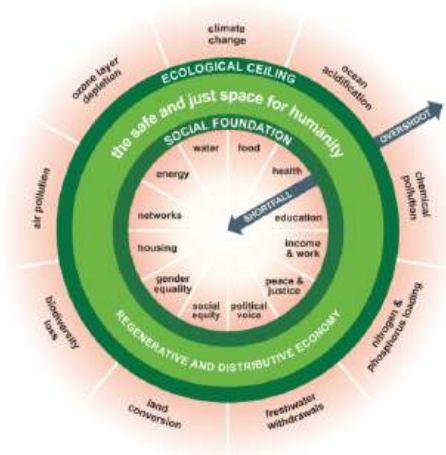 climate
change
ozone layer
depletion
ocean
acidification
ECOLOGICAL CEILING
the safe and just space for humanity
OVERSHOOT
SOCIAL FOUNDATION
water
food
energy
health
air pollution
chemical
pollution
SHORTFALL
networks
education
housing
income
& work
gender
equality
peace &
justice
social
equity
political
voice
REGENERATIVE AND DISTRIBUTIVE ECONOMY
biodiversity
loss
nitrogen &
phosphorus loading
land
conversion
freshwater
withdrawals